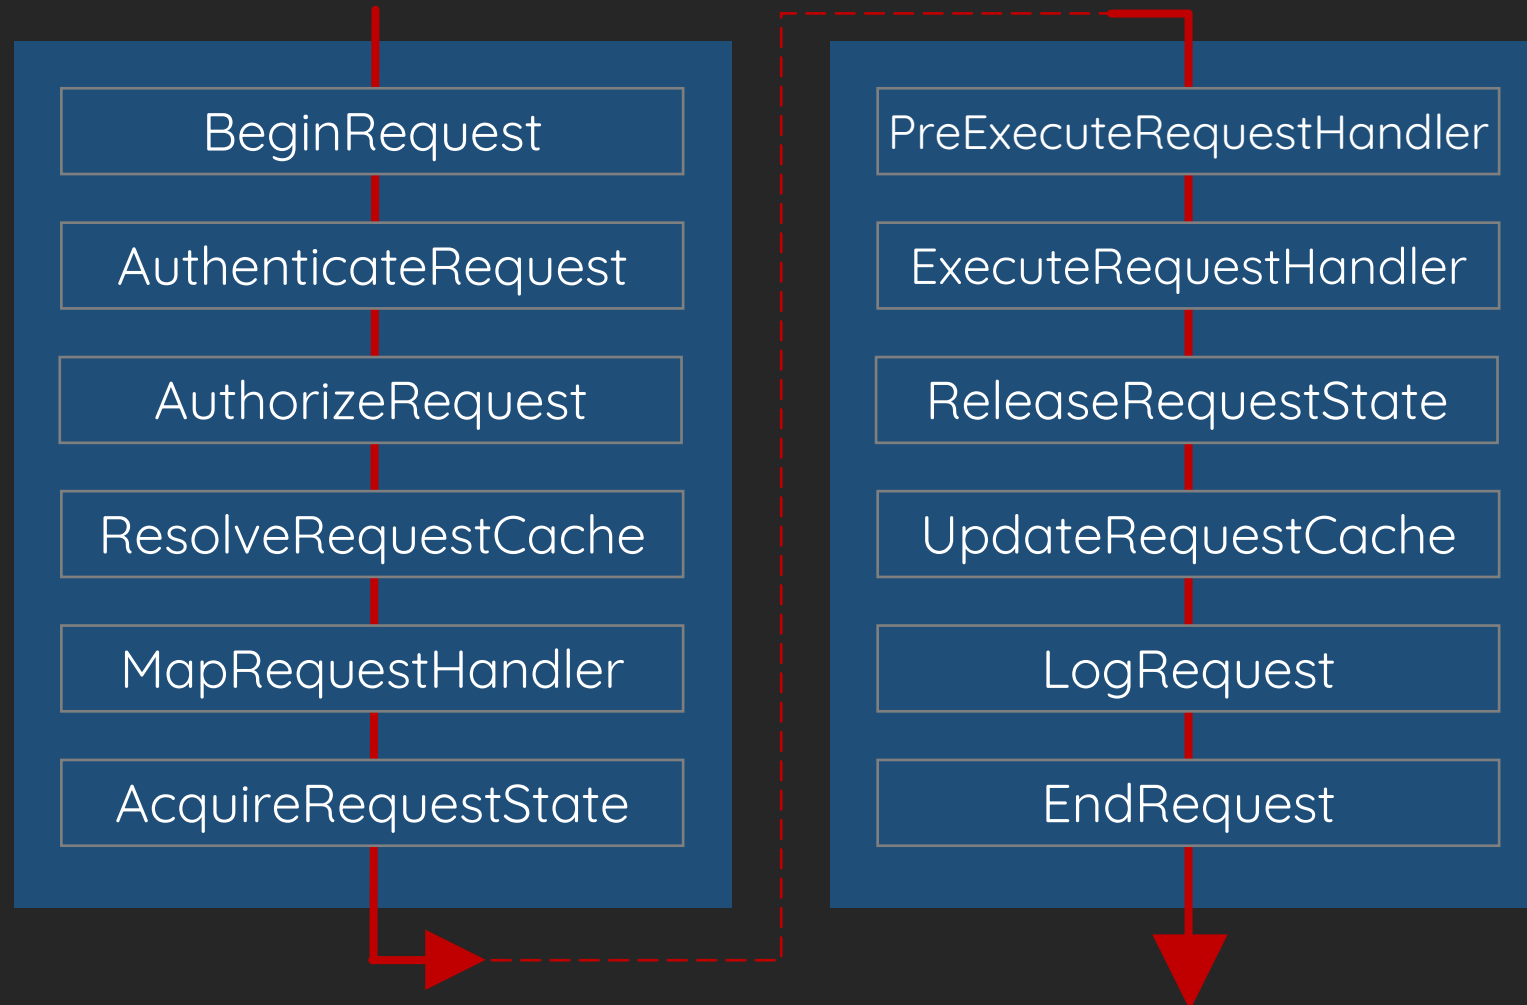 BeginRequest
AuthenticateRequest
AuthorizeRequest
ResolveRequestCache
MapRequestHandler
AcquireRequestState
PreExecuteRequestHandler
ExecuteRequestHandler
ReleaseRequestState
UpdateRequestCache
LogRequest
EndRequest